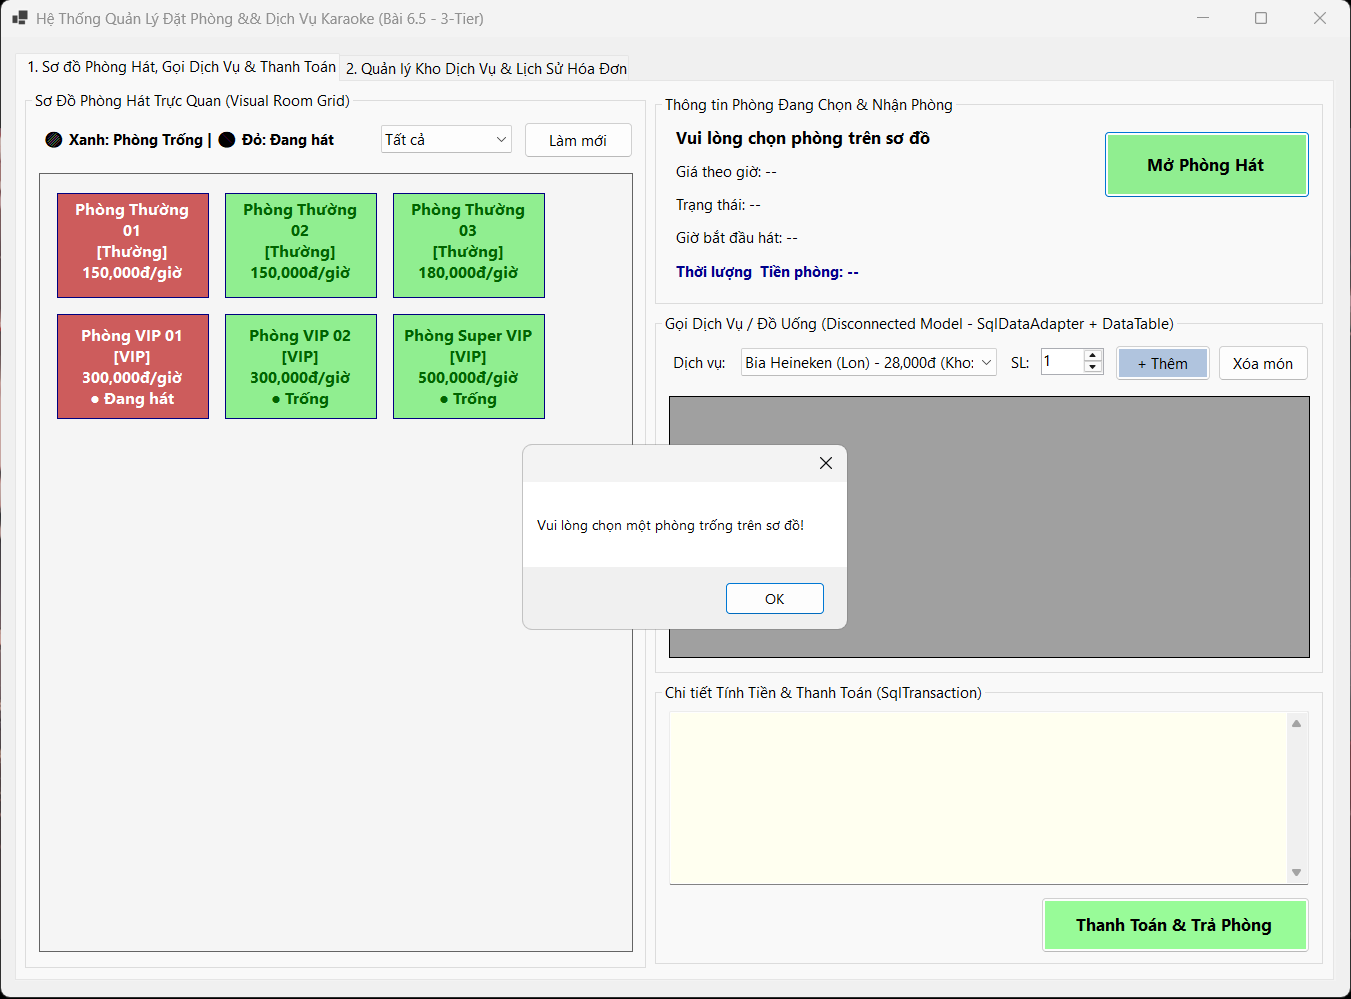 Hệ Thống Quản Lý Đặt Phòng && Dịch Vụ Karaoke (Bài 6.5 - 3-Tier)
1. Sơ đồ Phòng Hát, Gọi Dịch Vụ & Thanh Toán
2. Quản lý Kho Dịch Vụ & Lịch Sử Hóa Đơn
Sơ Đồ Phòng Hát Trực Quan (Visual Room Grid)
Xanh: Phòng Trống | ● Đỏ: Đang hát
Tất cả
Làm mới
Phòng Thường
01
[Thường]
150,000đ/giờ
Phòng Thường
02
[Thường]
150,000đ/giờ
Phòng Thường
03
[Thường]
180,000đ/giờ
Phòng VIP 01
[VIP]
300,000đ/giờ
● Đang hát
Phòng VIP 02
[VIP]
300,000đ/giờ
● Trống
Phòng Super VIP
[VIP]
500,000đ/giờ
● Trống
Thông tin Phòng Đang Chọn & Nhận Phòng
Vui lòng chọn phòng trên sơ đồ
Giá theo giờ: --
Trạng thái: --
Giờ bắt đầu hát: --
Thời lượng  Tiền phòng: --
Mở Phòng Hát
Gọi Dịch Vụ / Đồ Uống (Disconnected Model - SqlDataAdapter + DataTable)
Dịch vụ:
Bia Heineken (Lon) - 28,000đ (Kho:
SL:
1
+ Thêm
Xóa món
Vui lòng chọn một phòng trống trên sơ đồ!
OK
Chi tiết Tính Tiền & Thanh Toán (SqlTransaction)
Thanh Toán & Trả Phòng